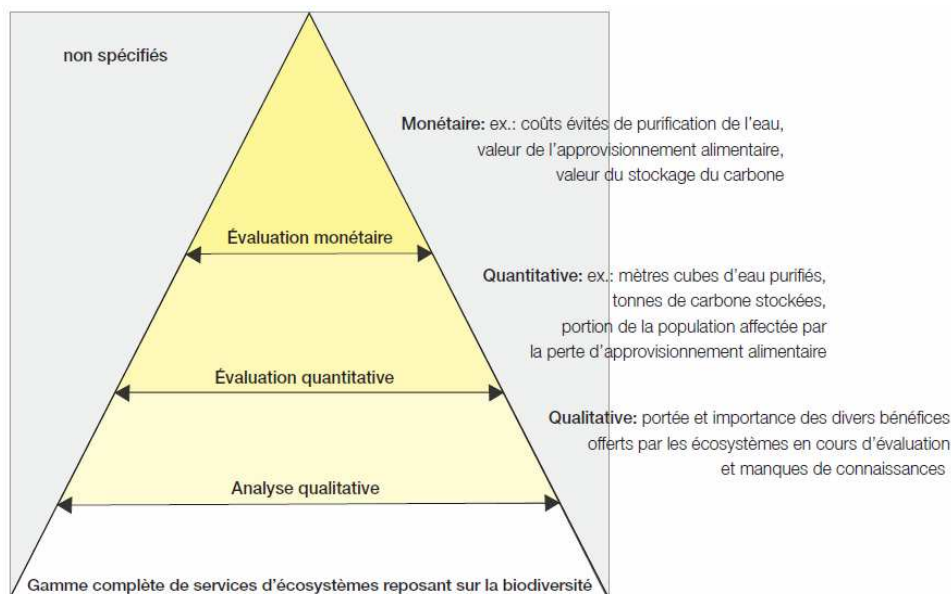 non spécifiés
Monétaire: ex.: coûts évités de purification de l'eau,
valeur de l'approvisionnement alimentaire,
valeur du stockage du carbone
Évaluation monétaire
Quantitative: ex.: mètres cubes d'eau purifiés,
tonnes de carbone stockées,
portion de la population affectée par
la perte d'approvisionnement alimentaire
Évaluation quantitative
Qualitative: portée et importance des divers bénéfices
offerts par les écosystèmes en cours d'évaluation
et manques de connaissances
Analyse qualitative
Gamme complète de services d'écosystèmes reposant sur la biodiversité